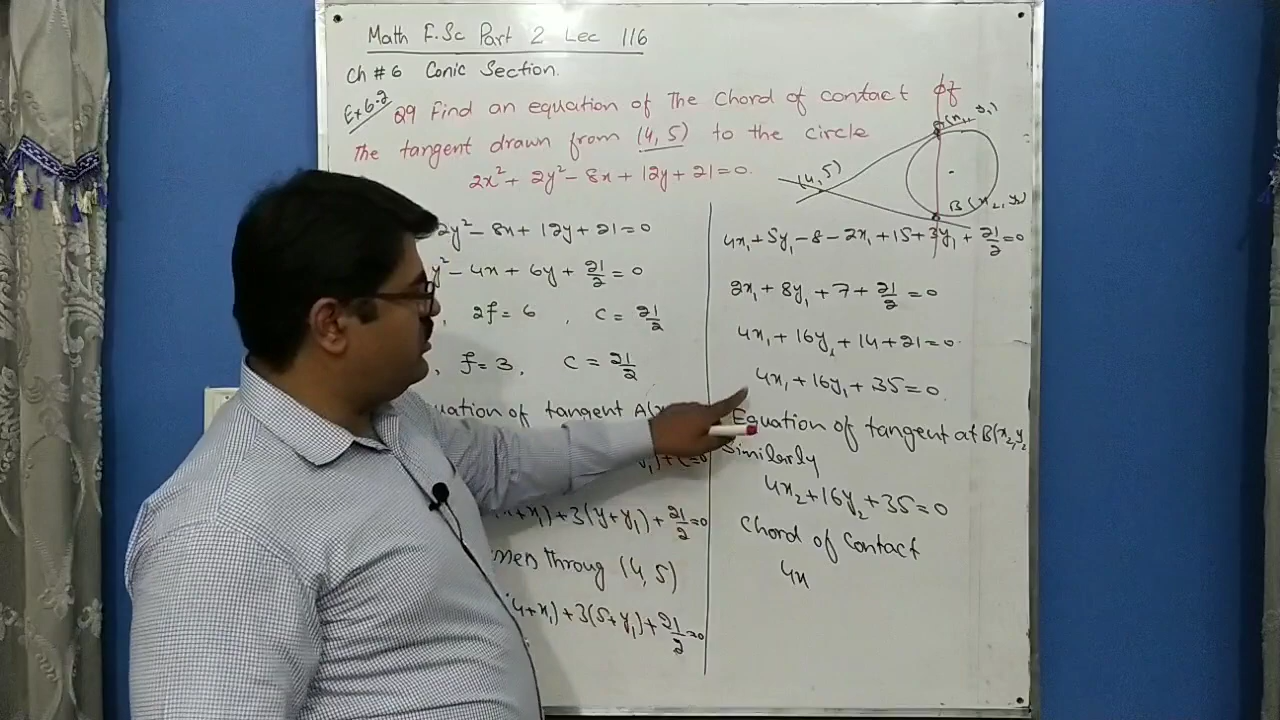 Math F.Sc Part 2 Lec 116
Ch # 6 Conic Section.
Ex 6.2
Q9 Find an equation of The Chord of contact of
The tangent drawn from (4, 5) to the circle
2x² + 2y² - 8x + 12y + 21 = 0.
(4, 5)
A(x₁, y₁)
B(x₂, y₂)
2y² - 8x + 12y + 21 = 0
y² - 4x + 6y + 21/2 = 0
, 2f = 6 , c = 21/2
, f = 3, c = 21/2
uation of tangent A(x
y₁) + c = 0
+ x₁) + 3(y + y₁) + 21/2 = 0
throug (4, 5)
(4 + x₁) + 3(5 + y₁) + 21/2 = 0
4x₁ + 5y₁ - 8 - 2x₁ + 15 + 3y₁ + 21/2 = 0
2x₁ + 8y₁ + 7 + 21/2 = 0
4x₁ + 16y₁ + 14 + 21 = 0.
4x₁ + 16y₁ + 35 = 0.
Equation of tangent at B(x₂, y₂
Similarly
4x₂ + 16y₂ + 35 = 0
Chord of Contact
4x